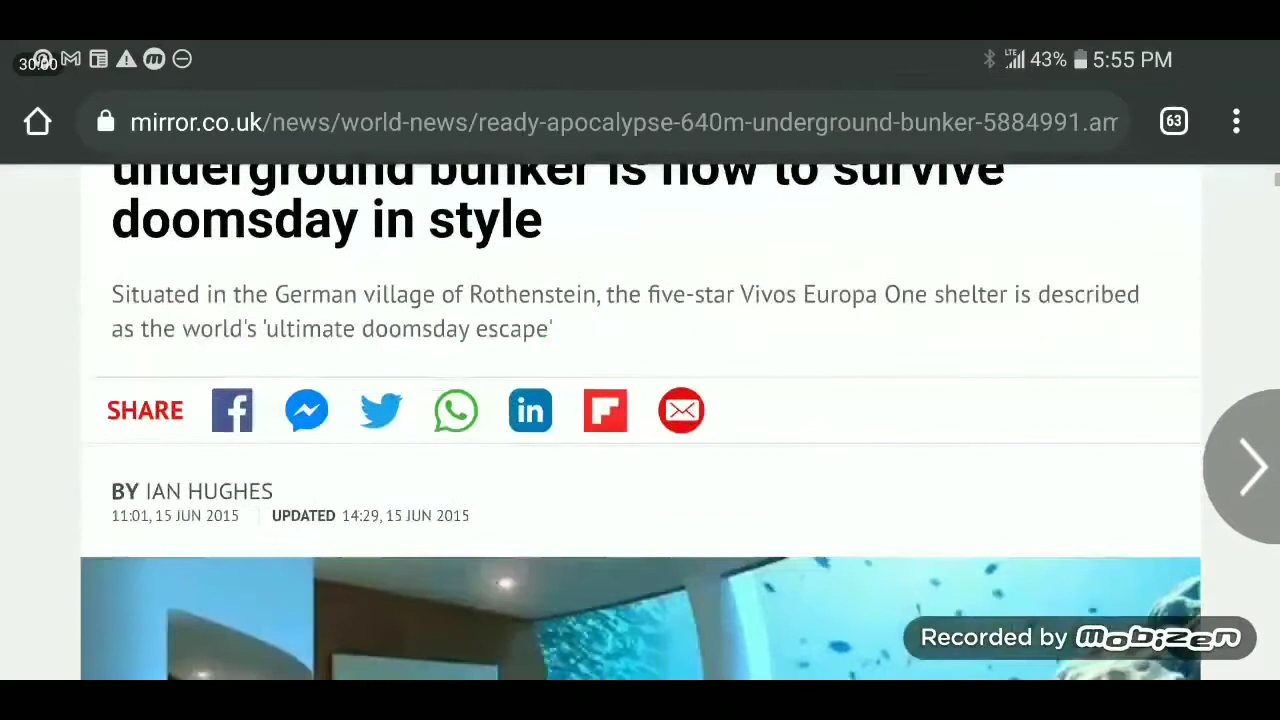 30:00
43% 5:55 PM
mirror.co.uk/news/world-news/ready-apocalypse-640m-underground-bunker-5884991.am
63
underground bunker is how to survive
doomsday in style
Situated in the German village of Rothenstein, the five-star Vivos Europa One shelter is described
as the world's 'ultimate doomsday escape'
SHARE
BY IAN HUGHES
11:01, 15 JUN 2015 UPDATED 14:29, 15 JUN 2015
Recorded by mobizen